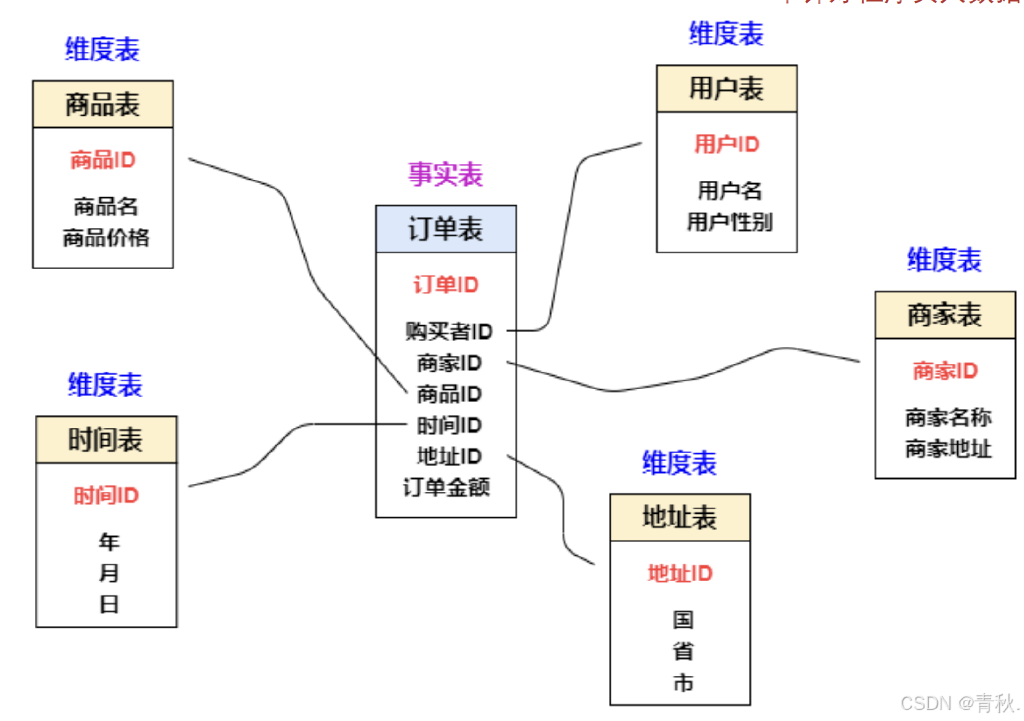 维度表
商品表
商品ID
商品名
商品价格
维度表
用户表
用户ID
用户名
用户性别
事实表
订单表
订单ID
购买者ID
商家ID
商品ID
时间ID
地址ID
订单金额
维度表
商家表
商家ID
商家名称
商家地址
维度表
时间表
时间ID
年
月
日
维度表
地址表
地址ID
国
省
市
CSDN @青秋.